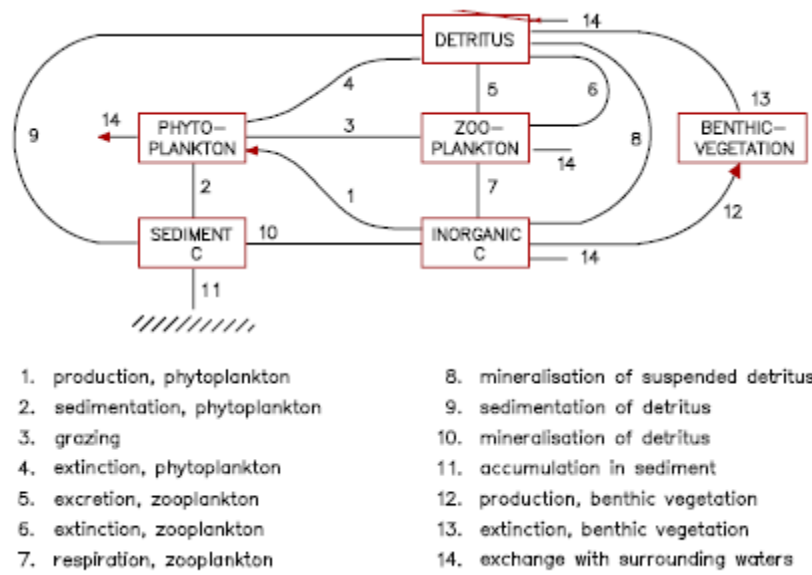 14
DETRITUS
4
5
6
13
9
14
PHYTO-
PLANKTON
3
ZOO-
PLANKTON
14
8
BENTHIC-
VEGETATION
2
1
7
12
SEDIMENT
C
10
INORGANIC
C
14
11
1. production, phytoplankton
2. sedimentation, phytoplankton
3. grazing
4. extinction, phytoplankton
5. excretion, zooplankton
6. extinction, zooplankton
7. respiration, zooplankton
8. mineralisation of suspended detritus
9. sedimentation of detritus
10. mineralisation of detritus
11. accumulation in sediment
12. production, benthic vegetation
13. extinction, benthic vegetation
14. exchange with surrounding waters